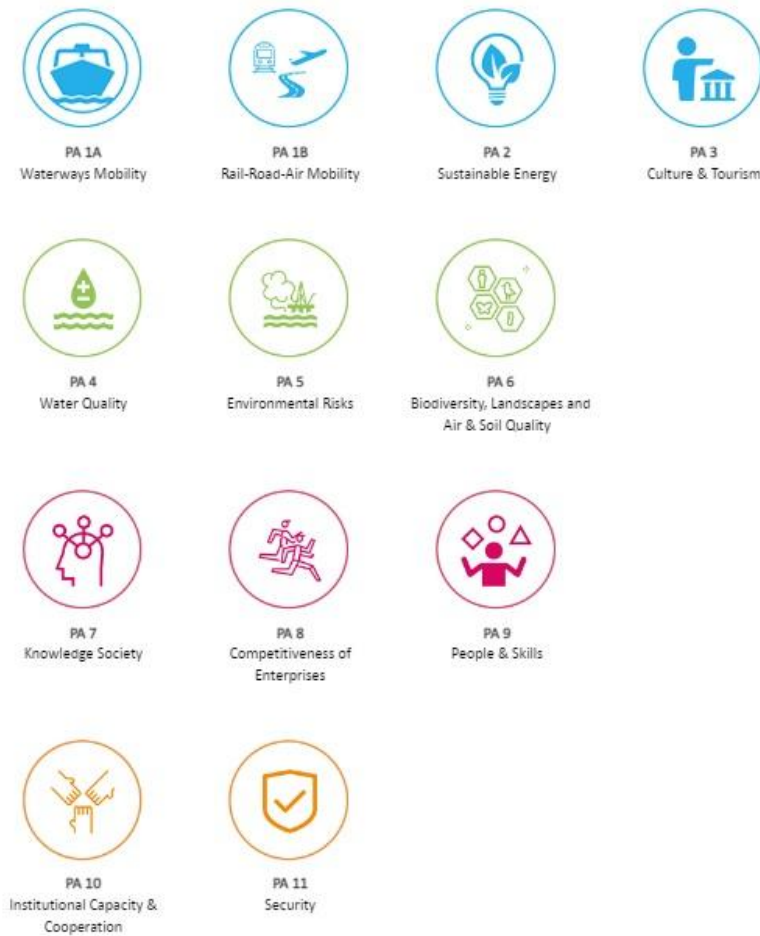 PA 1A
Waterways Mobility
PA 1B
Rail-Road-Air Mobility
PA 2
Sustainable Energy
PA 3
Culture & Tourism
PA 4
Water Quality
PA 5
Environmental Risks
PA 6
Biodiversity, Landscapes and
Air & Soil Quality
PA 7
Knowledge Society
PA 8
Competitiveness of
Enterprises
PA 9
People & Skills
PA 10
Institutional Capacity &
Cooperation
PA 11
Security